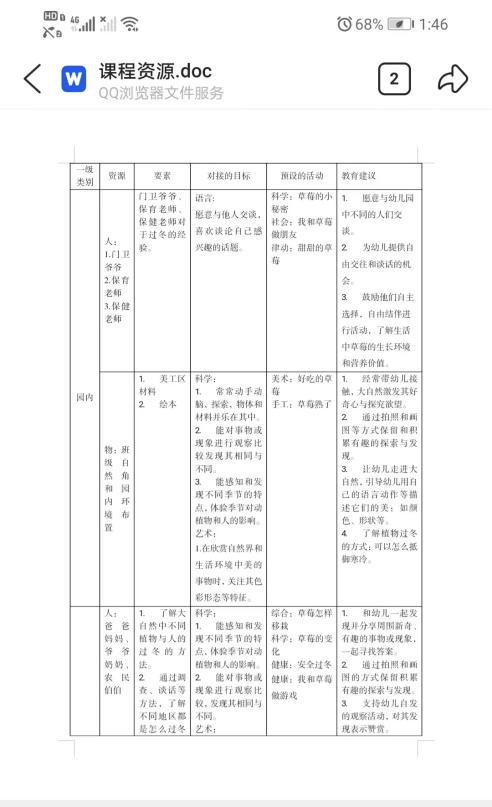 HD 4G 68% 1:46
课程资源.doc
QQ浏览器文件服务
2
一级类别 资源 要素 对接的目标 预设的活动 教育建议
园内
人：
1.门卫
爷爷
2.保育
老师
3.保健
老师
门卫爷爷、
保育老师、
保健老师对
于过冬的经
验。
语言：
愿意与他人交谈，
喜欢谈论自己感
兴趣的话题。
科学：草莓的小
秘密
社会：我和草莓
做朋友
律动：甜甜的草
莓
1. 愿意与幼儿园
中不同的人们交
谈。
2. 为幼儿提供自
由交往和谈话的机
会。
3. 鼓励他们自主
选择，自由结伴进
行活动，了解生活
中草莓的生长环境
和营养价值。
物：班
级自
然角
和园
内环
境布
置
1. 美工区
材料
2. 绘本
科学：
1. 常常动手动
脑、探索，物体和
材料并乐在其中。
2. 能对事物或
现象进行观察比
较发现其相同与
不同。
3. 能感知和发
现不同季节的特
点，体验季节对动
植物和人的影响。
艺术：
1.在欣赏自然界和
生活环境中美的
事物时，关注其色
彩形态等特征。
美术：好吃的草
莓
手工：草莓熟了
1. 经常带幼儿接
触，大自然激发其好
奇心与探究欲望。
2. 通过拍照和画
图等方式保留和积
累有趣的探索与发
现。
3. 让幼儿走进大
自然，引导幼儿用自
己的语言动作等描
述它们的美：如颜
色、形状等。
4. 了解植物过冬
的方式：可以怎么抵
御寒冷。
人：
爸爸
妈妈、
爷爷
奶奶、
农民
伯伯
1. 了解大
自然中不同
植物与人的
过冬的方
法。
2. 通过调
查、谈话等
方法，了解
不同地区都
是怎么过冬
科学：
1. 能感知和发
现不同季节的特
点，体验季节对动
植物和人的影响。
2. 能对事物或
现象进行观察比
较，发现其相同与
不同。
艺术：
综合：草莓怎样
移栽
科学：草莓的变
化
健康：安全过冬
健康：我和草莓
做游戏
1. 和幼儿一起发
现并分享周围新奇、
有趣的事物或现象，
一起寻找答案。
2. 通过拍照和画
图的方式保留积累
有趣的探索与发现。
3. 支持幼儿自发
的观察活动，对其发
现表示赞赏。